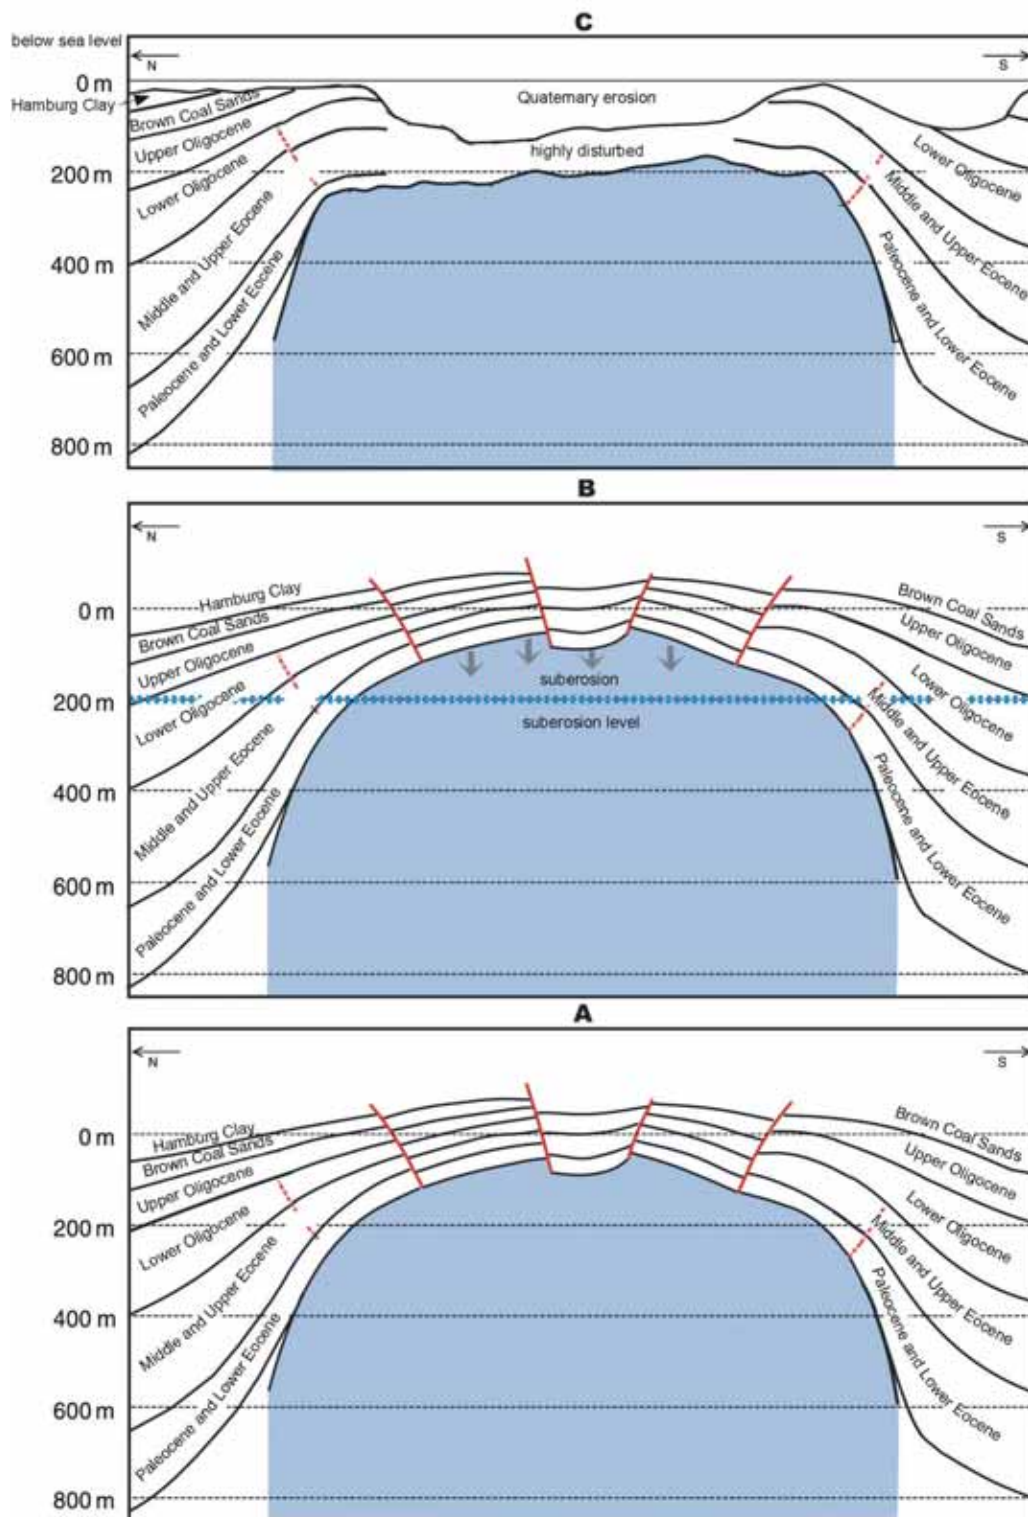 C
below sea level
N
S
0 m
Hamburg Clay
Brown Coal Sands
Quaternary erosion
Upper Oligocene
highly disturbed
Lower Oligocene
200 m
Lower Oligocene
Middle and Upper Eocene
Middle and Upper Eocene
400 m
Paleocene and Lower Eocene
Paleocene and Lower Eocene
600 m
800 m
B
N
S
Hamburg Clay
Brown Coal Sands
0 m
Brown Coal Sands
Upper Oligocene
Upper Oligocene
suberosion
Lower Oligocene
200 m
Lower Oligocene
suberosion level
Middle and Upper Eocene
Middle and Upper Eocene
400 m
Paleocene and Lower Eocene
Paleocene and Lower Eocene
600 m
800 m
A
N
S
Hamburg Clay
0 m
Brown Coal Sands
Brown Coal Sands
Upper Oligocene
Upper Oligocene
200 m
Lower Oligocene
Lower Oligocene
Middle and Upper Eocene
Middle and Upper Eocene
400 m
Paleocene and Lower Eocene
Paleocene and Lower Eocene
600 m
800 m